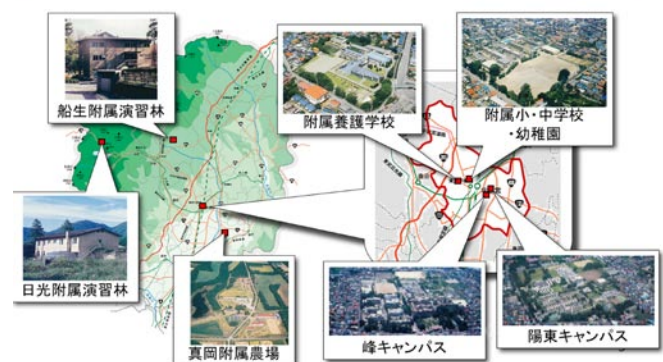 船生附属演習林
附属養護学校
附属小・中学校
・幼稚園
日光附属演習林
真岡附属農場
峰キャンパス
陽東キャンパス